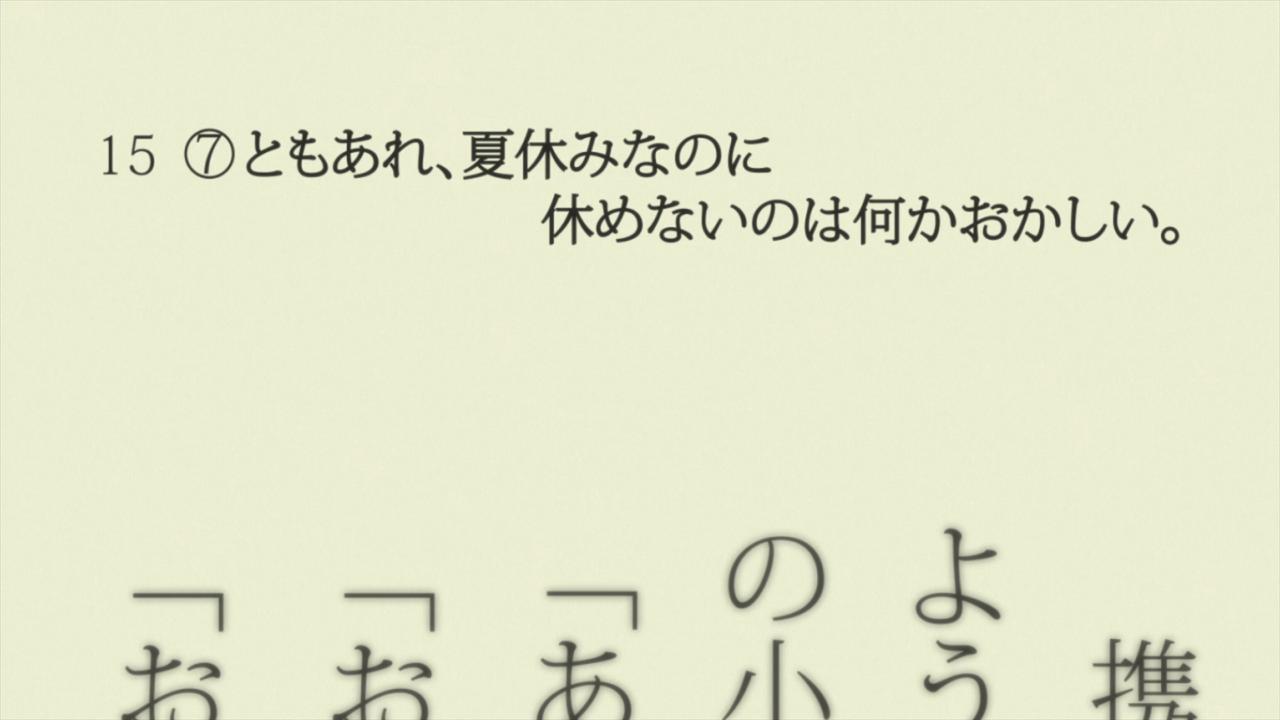 15 ⑦ともあれ、夏休みなのに
休めないのは何かおかしい。
携
よう
の小
「あ
「お
「お